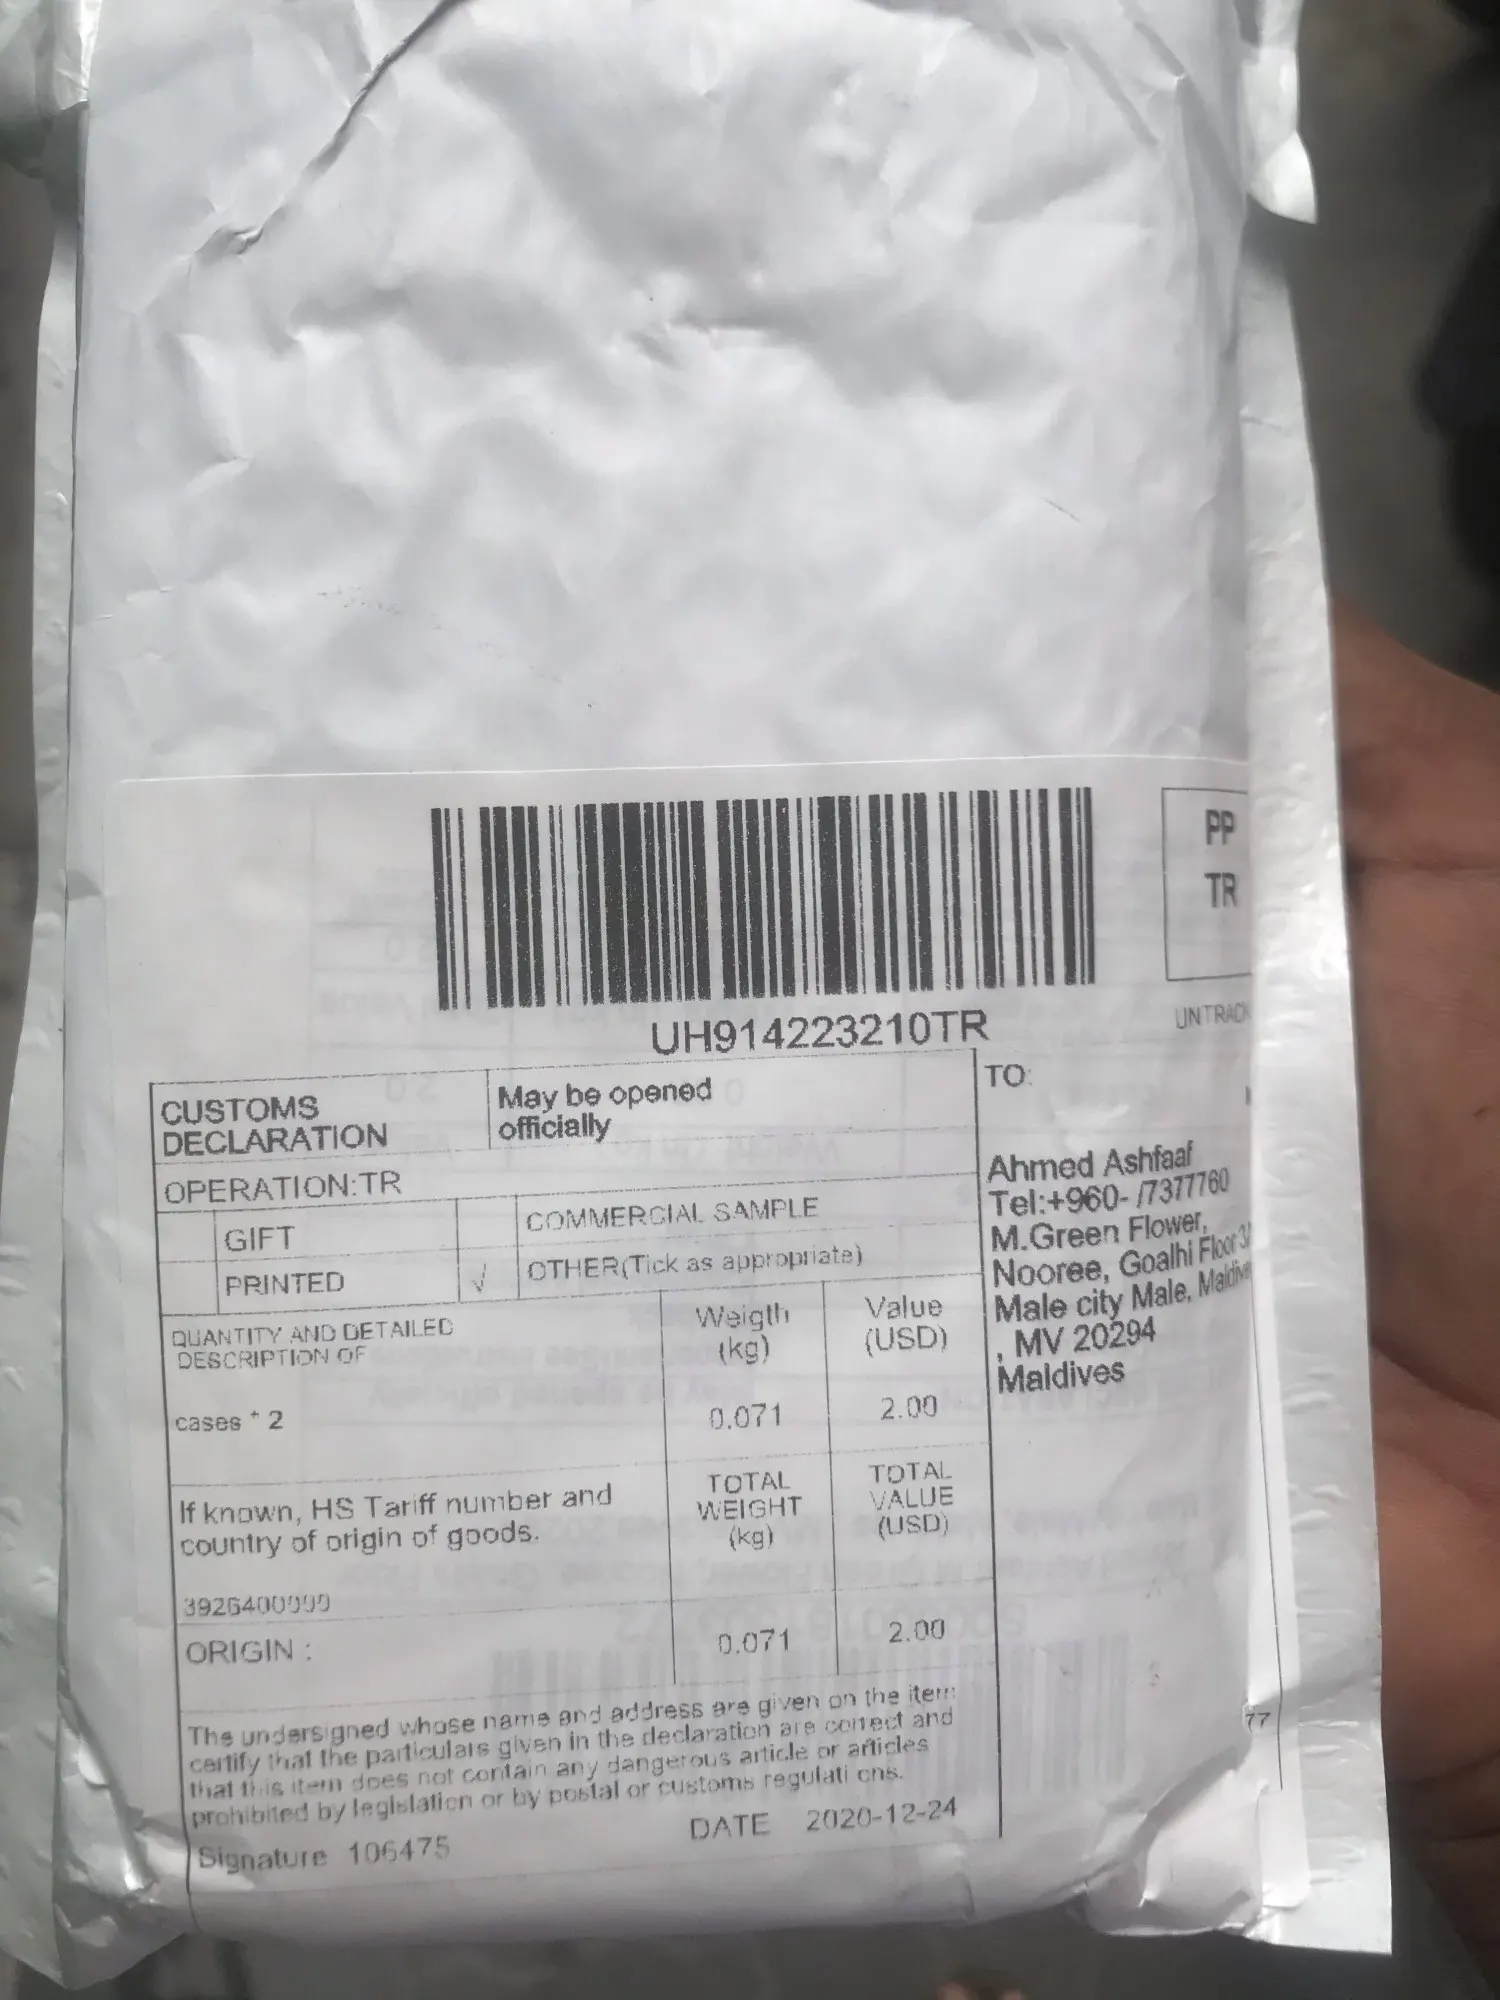 PP
TR
UH914223210TR
CUSTOMS
DECLARATION
May be opened
officially
OPERATION:TR
GIFT
COMMERCIAL SAMPLE
PRINTED
√ OTHER(Tick as appropriate)
QUANTITY AND DETAILED
DESCRIPTION OF
Weigth
(kg)
Value
(USD)
cases * 2
0.071
2.00
If known, HS Tariff number and
country of origin of goods.
TOTAL
WEIGHT
(kg)
TOTAL
VALUE
(USD)
3926400000
ORIGIN :
0.071
2.00
The undersigned whose name and address are given on the item
certify that the particulars given in the declaration are correct and
that this item does not contain any dangerous article or articles
prohibited by legislation or by postal or customs regulati ons.
Signature 106475
DATE 2020-12-24
TO:
Ahmed Ashfaaf
Tel:+960- /7377760
M.Green Flower,
Nooree, Goalhi Floor
Male city Male,
, MV 20294
Maldives
77